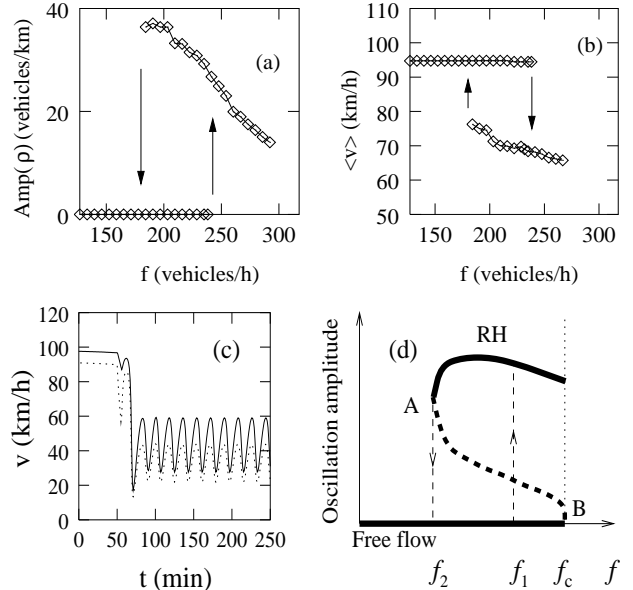 40
20
0
150
200
250
300
Amp(ρ) (vehicles/km)
f (vehicles/h)
(a)
100
90
80
70
60
50
150
200
250
300
<v> (km/h)
f (vehicles/h)
(b)
120
100
80
60
40
20
0
0
50
100
150
200
250
v (km/h)
t (min)
(c)
Oscillation amplitude
RH
(d)
A
B
Free flow
f2
f1
fc
f